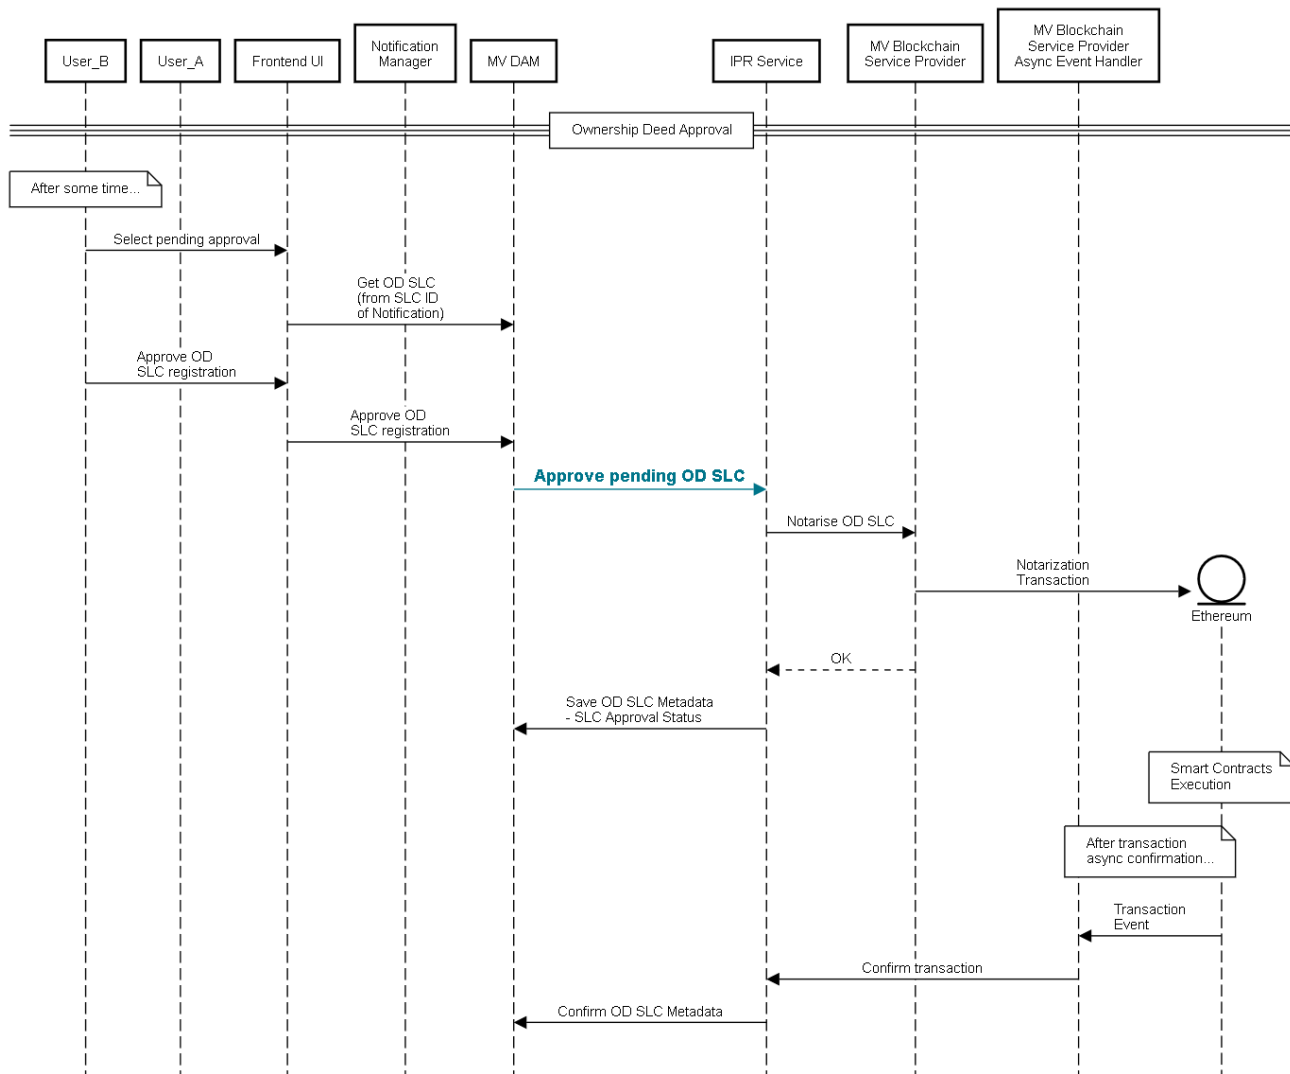 User_B
User_A
Frontend UI
Notification
Manager
MV DAM
IPR Service
MV Blockchain
Service Provider
MV Blockchain
Service Provider
Async Event Handler
Ownership Deed Approval
After some time...
Select pending approval
Get OD SLC
(from SLC ID
of Notification)
Approve OD
SLC registration
Approve OD
SLC registration
Approve pending OD SLC
Notarise OD SLC
Notarization
Transaction
Ethereum
OK
Save OD SLC Metadata
- SLC Approval Status
Smart Contracts
Execution
After transaction
async confirmation...
Transaction
Event
Confirm transaction
Confirm OD SLC Metadata